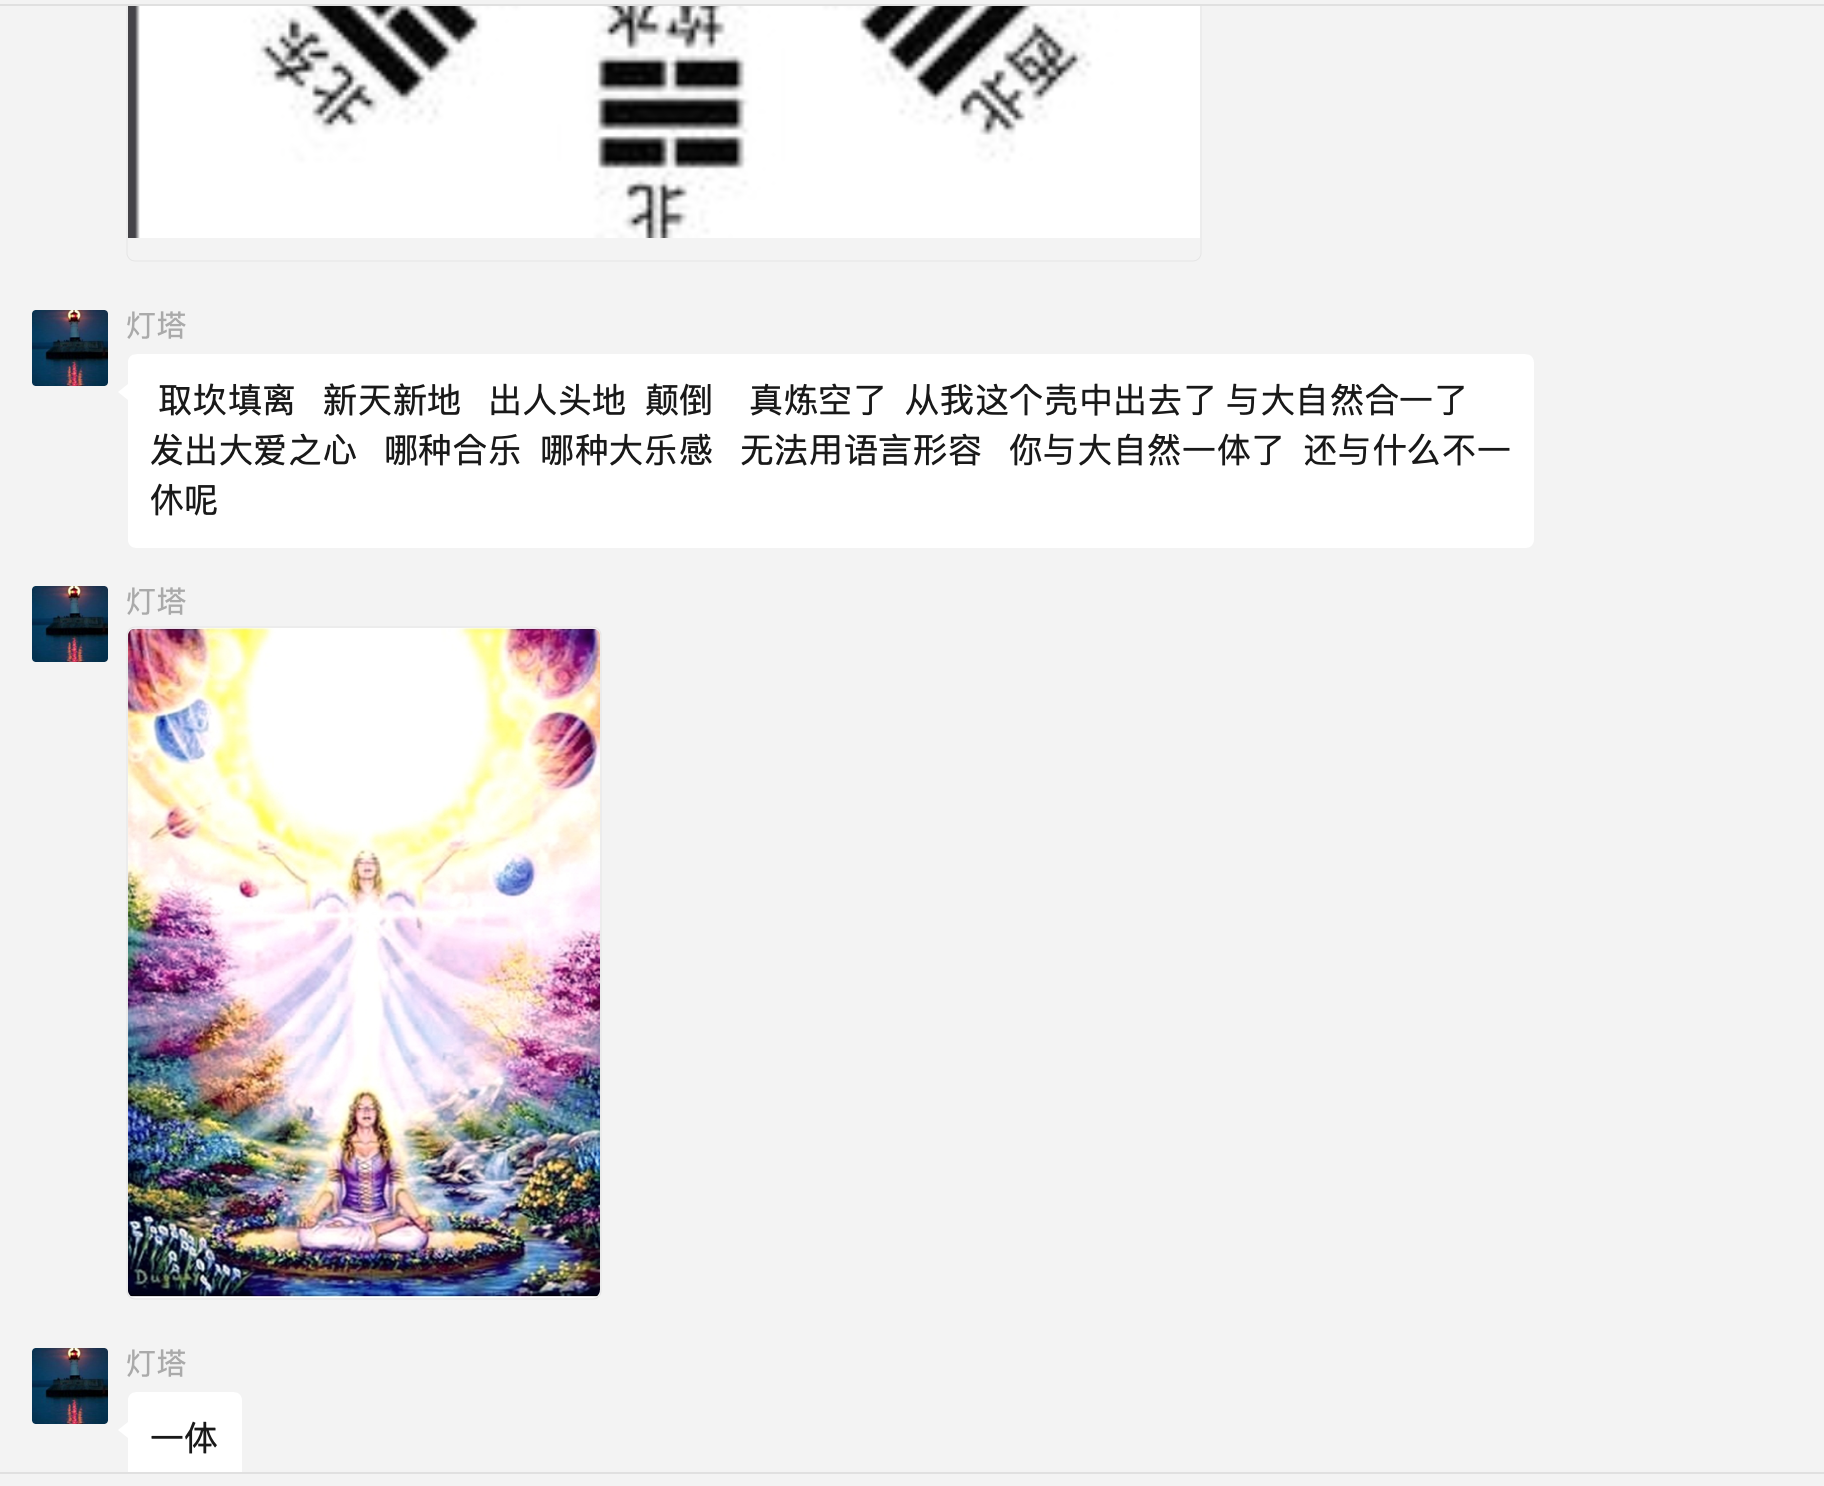 坎水
东北
西北
北
灯塔
取坎填离 新天新地 出人头地 颠倒 真炼空了 从我这个壳中出去了 与大自然合一了
发出大爱之心 哪种合乐 哪种大乐感 无法用语言形容 你与大自然一体了 还与什么不一
休呢
灯塔
灯塔
一体